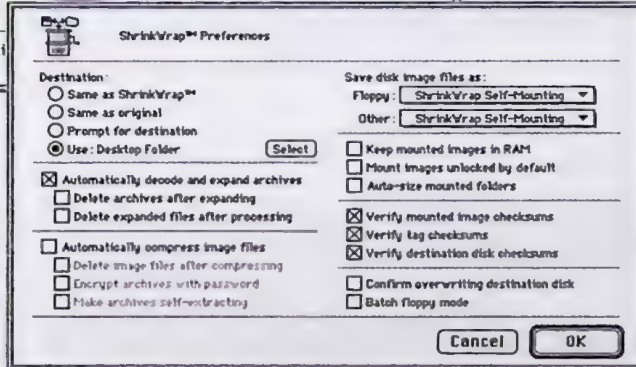 ShrinkWrap™ Preferences
Destination:
Same as ShrinkWrap™
Same as original
Prompt for destination
Use: Desktop Folder
Select
Automatically decode and expand archives
Delete archives after expanding
Delete expanded files after processing
Automatically compress image files
Delete image files after compressing
Encrypt archives with password
Make archives self-extracting
Save disk image files as:
Floppy: ShrinkWrap Self-Mounting
Other: ShrinkWrap Self-Mounting
Keep mounted images in RAM
Mount images unlocked by default
Auto-size mounted folders
Verify mounted image checksums
Verify tag checksums
Verify destination disk checksums
Confirm overwriting destination disk
Batch floppy mode
Cancel
OK